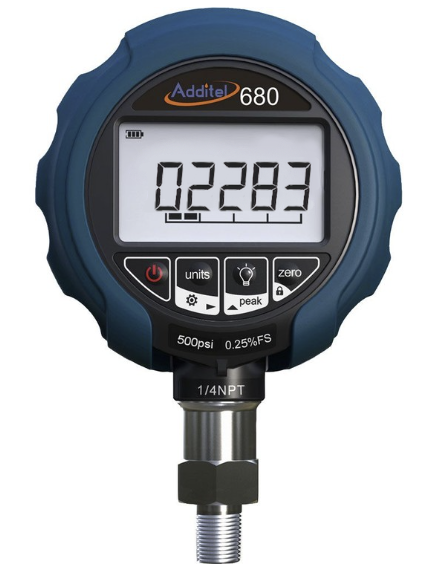 Additel 680
02283
units
zero
peak
500psi 0.25%FS
1/4NPT